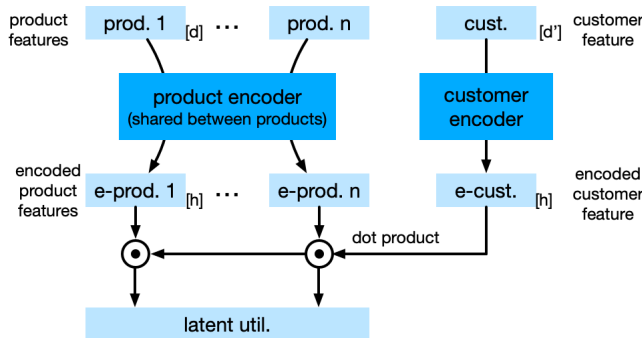 product features
prod. 1 [d] ... prod. n
cust. [d']
customer feature
product encoder
(shared between products)
customer encoder
encoded product features
e-prod. 1 [h] ... e-prod. n
e-cust. [h]
encoded customer feature
dot product
latent util.